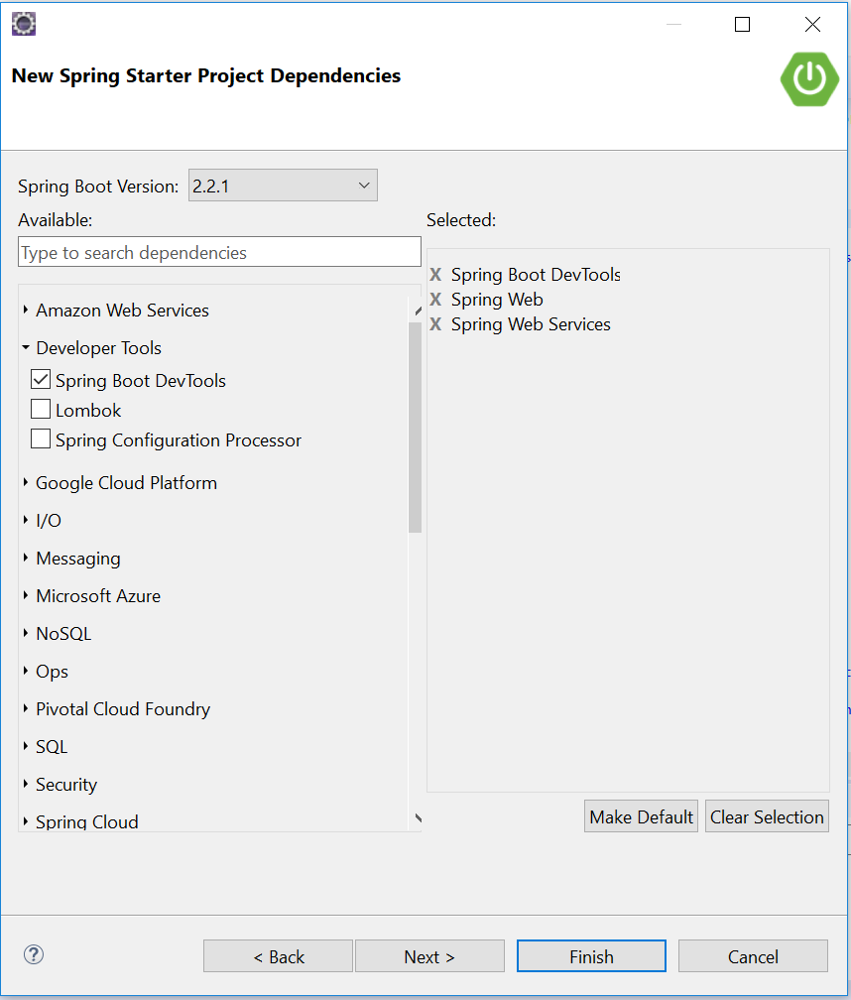 New Spring Starter Project Dependencies
Spring Boot Version: 2.2.1
Available:
Type to search dependencies
Amazon Web Services
Developer Tools
Spring Boot DevTools
Lombok
Spring Configuration Processor
Google Cloud Platform
I/O
Messaging
Microsoft Azure
NoSQL
Ops
Pivotal Cloud Foundry
SQL
Security
Spring Cloud
Selected:
X Spring Boot DevTools
X Spring Web
X Spring Web Services
Make Default
Clear Selection
?
< Back
Next >
Finish
Cancel